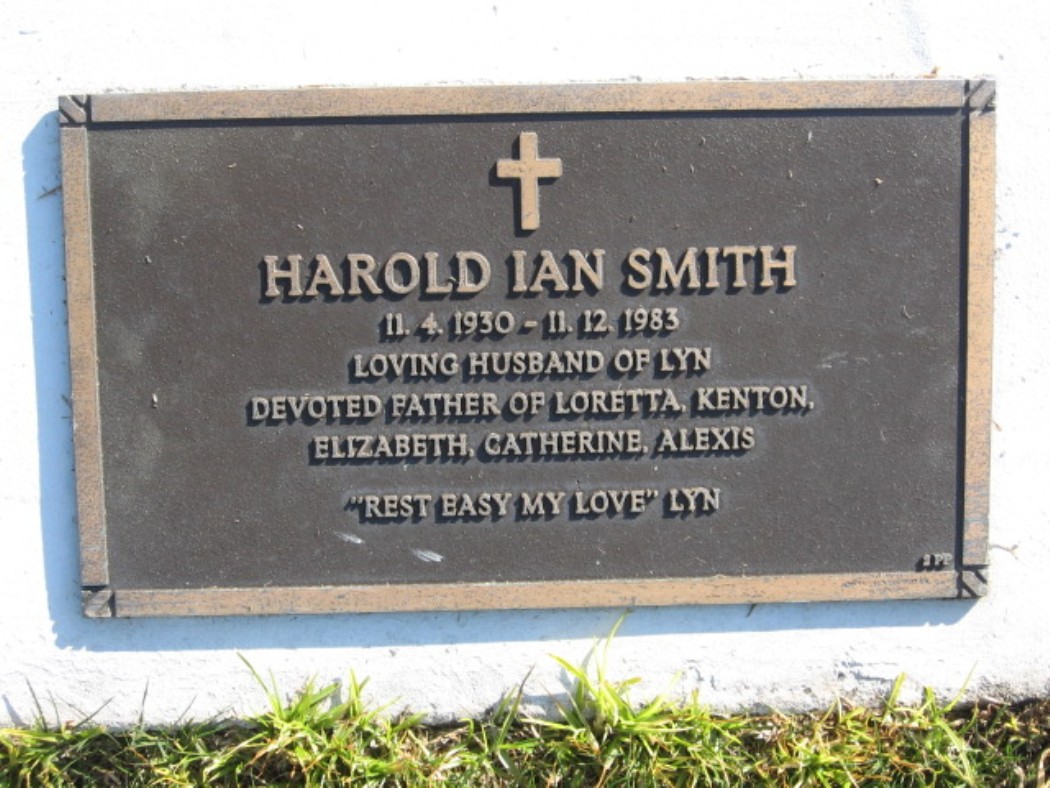 HAROLD IAN SMITH
11. 4. 1930 - 11. 12. 1983
LOVING HUSBAND OF LYN
DEVOTED FATHER OF LORETTA, KENTON,
ELIZABETH, CATHERINE, ALEXIS
"REST EASY MY LOVE" LYN